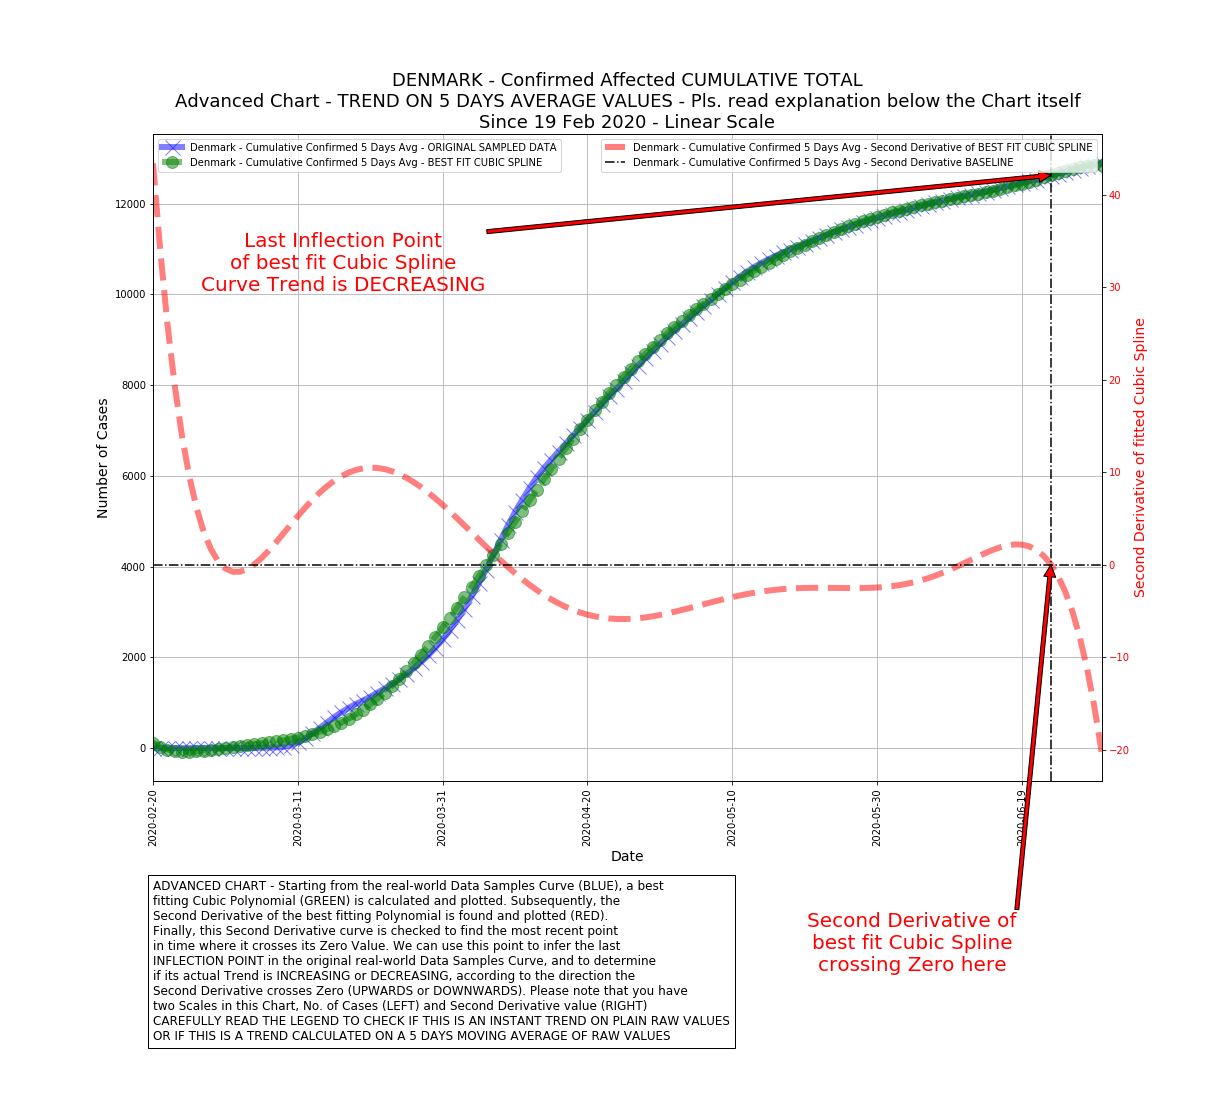 DENMARK - Confirmed Affected CUMULATIVE TOTAL
Advanced Chart - TREND ON 5 DAYS AVERAGE VALUES - Pls. read explanation below the Chart itself
Since 19 Feb 2020 - Linear Scale
Denmark - Cumulative Confirmed 5 Days Avg - ORIGINAL SAMPLED DATA
Denmark - Cumulative Confirmed 5 Days Avg - BEST FIT CUBIC SPLINE
Denmark - Cumulative Confirmed 5 Days Avg - Second Derivative of BEST FIT CUBIC SPLINE
Denmark - Cumulative Confirmed 5 Days Avg - Second Derivative BASELINE
Last Inflection Point
of best fit Cubic Spline
Curve Trend is DECREASING
Number of Cases
12000
10000
8000
6000
4000
2000
0
40
30
20
10
0
−10
−20
Second Derivative of fitted Cubic Spline
2020-02-20
2020-03-11
2020-03-31
2020-04-20
2020-05-10
2020-05-30
2020-06-19
Date
ADVANCED CHART - Starting from the real-world Data Samples Curve (BLUE), a best
fitting Cubic Polynomial (GREEN) is calculated and plotted. Subsequently, the
Second Derivative of the best fitting Polynomial is found and plotted (RED).
Finally, this Second Derivative curve is checked to find the most recent point
in time where it crosses its Zero Value. We can use this point to infer the last
INFLECTION POINT in the original real-world Data Samples Curve, and to determine
if its actual Trend is INCREASING or DECREASING, according to the direction the
Second Derivative crosses Zero (UPWARDS or DOWNWARDS). Please note that you have
two Scales in this Chart, No. of Cases (LEFT) and Second Derivative value (RIGHT)
CAREFULLY READ THE LEGEND TO CHECK IF THIS IS AN INSTANT TREND ON PLAIN RAW VALUES
OR IF THIS IS A TREND CALCULATED ON A 5 DAYS MOVING AVERAGE OF RAW VALUES
Second Derivative of
best fit Cubic Spline
crossing Zero here